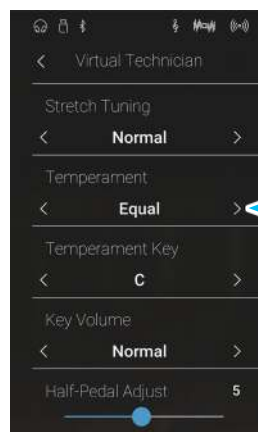 Virtual Technician
Stretch Tuning
Normal
Temperament
Equal
Temperament Key
C
Key Volume
Normal
Half-Pedal Adjust 5